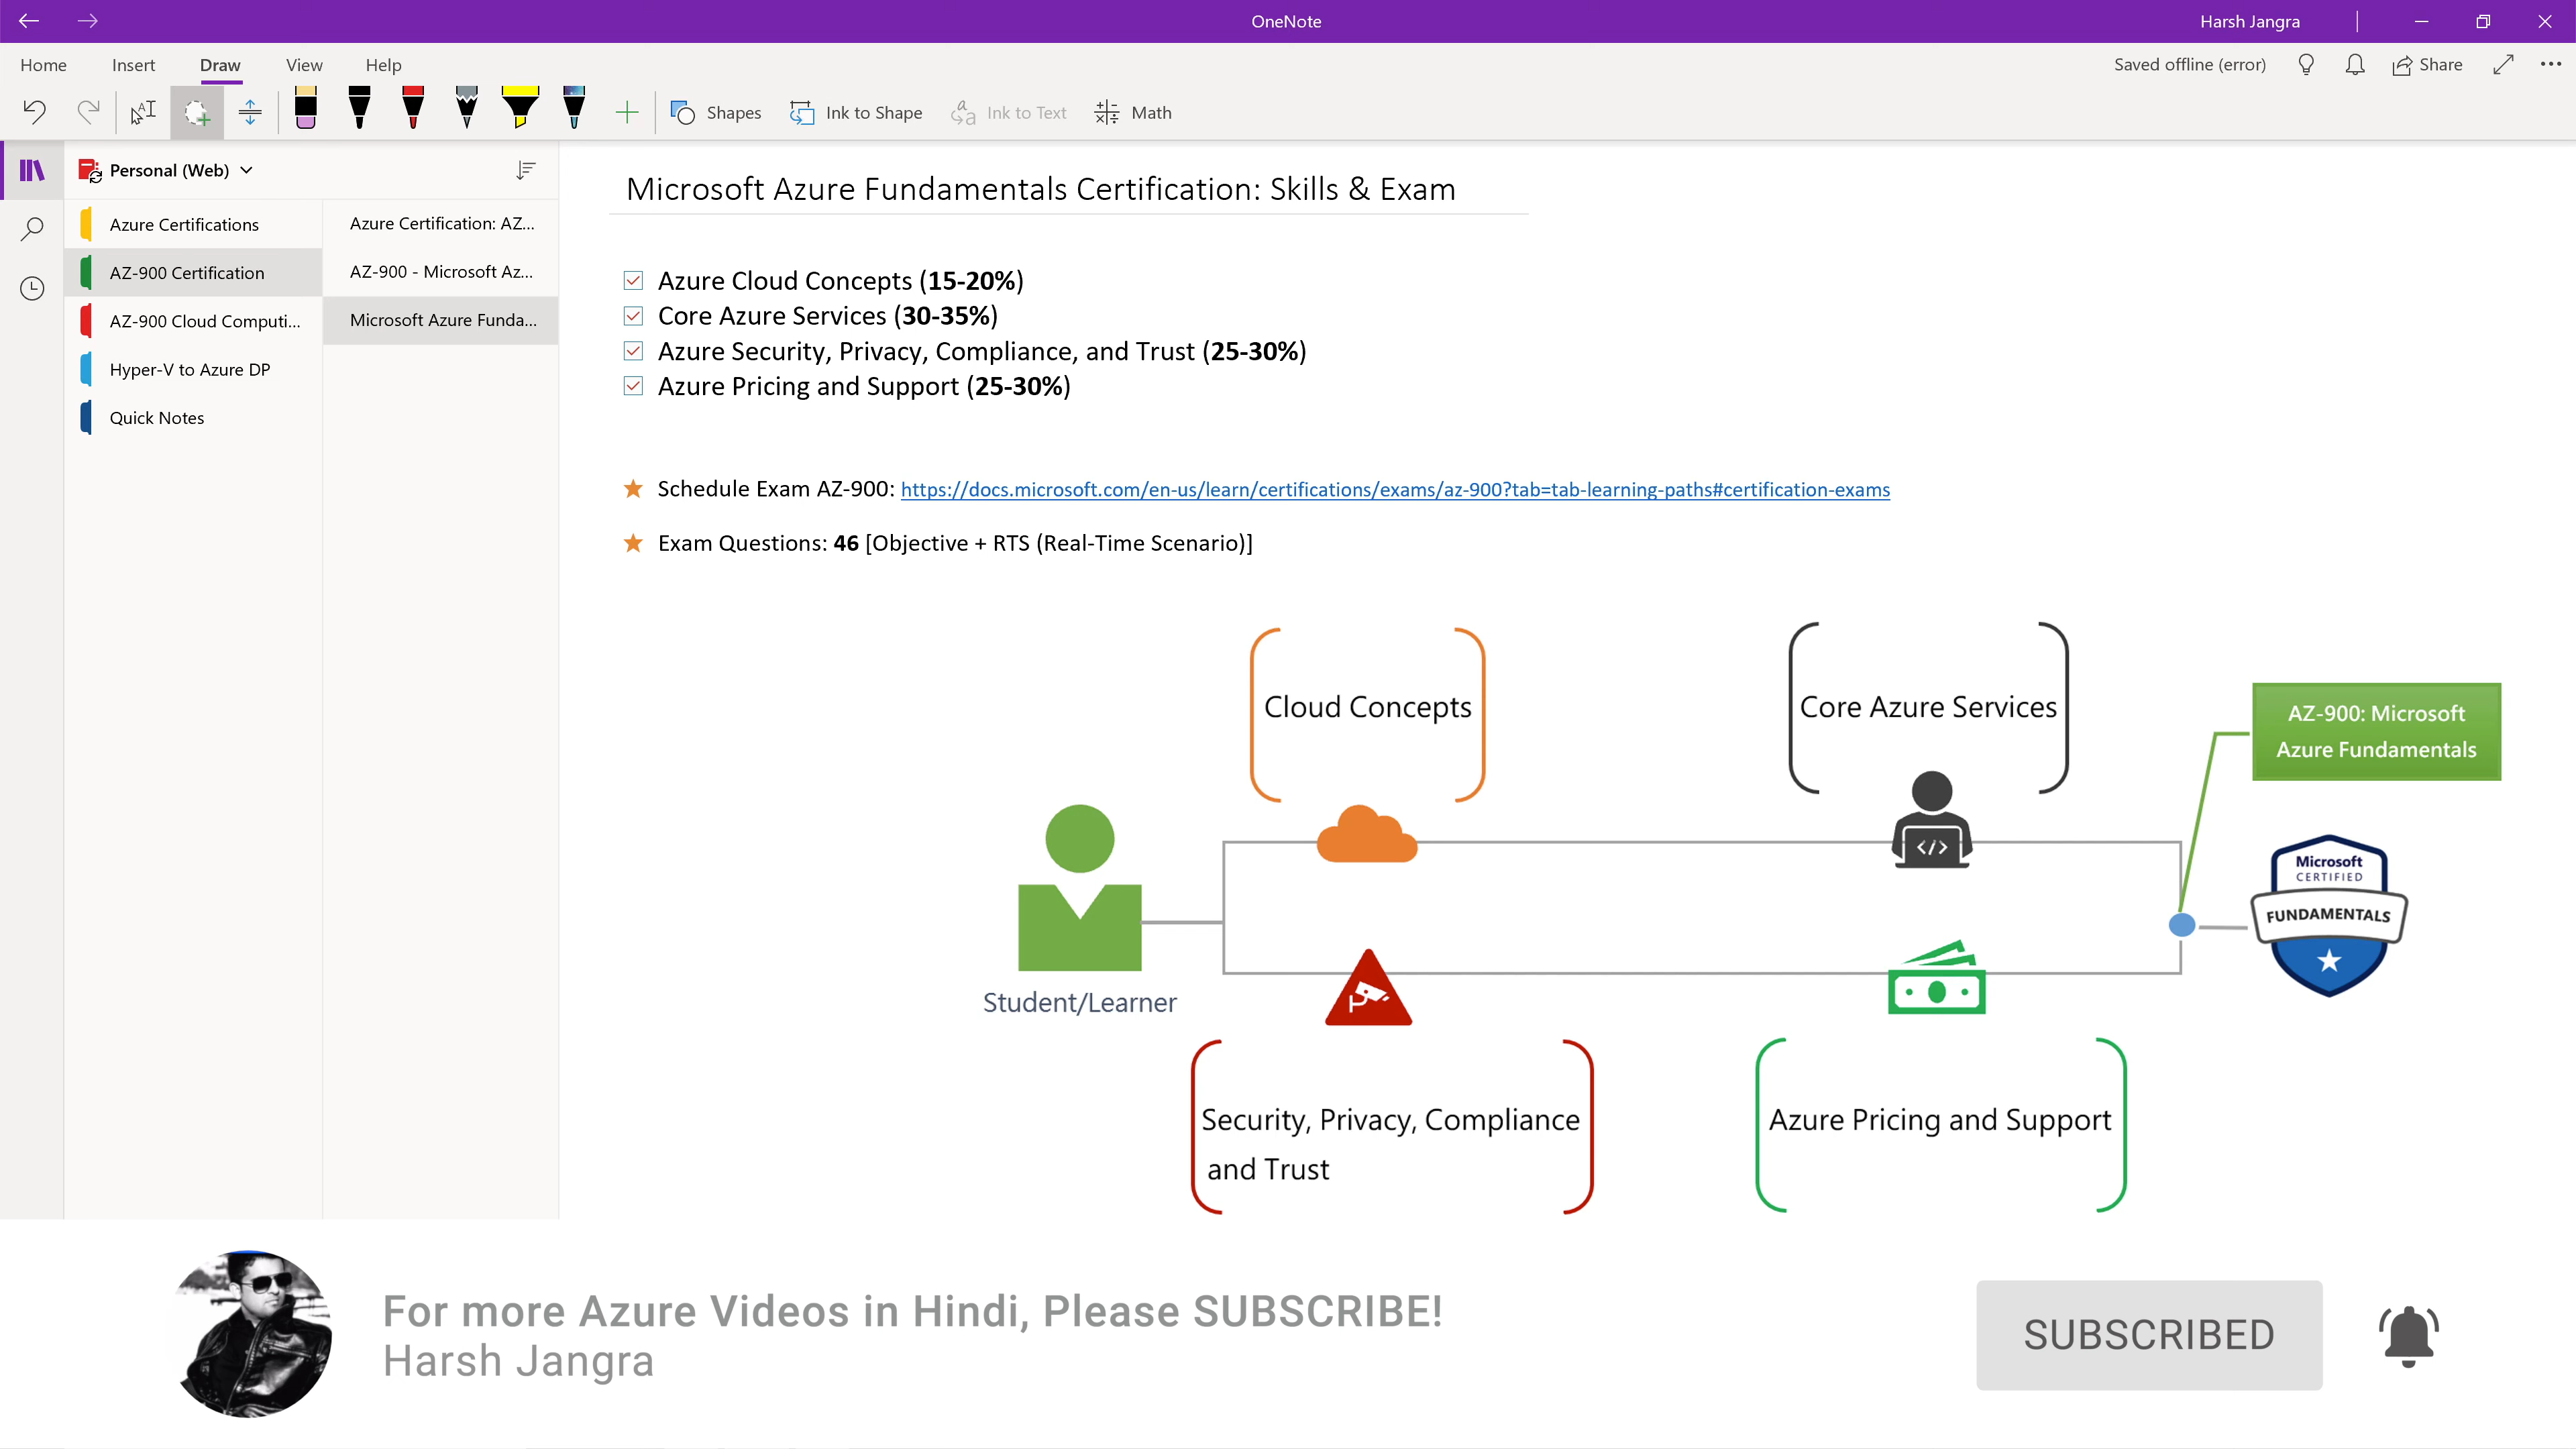 OneNote
Harsh Jangra
Home
Insert
Draw
View
Help
Saved offline (error)
Share
Shapes
Ink to Shape
Ink to Text
Math
Personal (Web)
Azure Certifications
AZ-900 Certification
AZ-900 Cloud Computi...
Hyper-V to Azure DP
Quick Notes
Azure Certification: AZ...
AZ-900 - Microsoft Az...
Microsoft Azure Funda...
Microsoft Azure Fundamentals Certification: Skills & Exam
Azure Cloud Concepts (15-20%)
Core Azure Services (30-35%)
Azure Security, Privacy, Compliance, and Trust (25-30%)
Azure Pricing and Support (25-30%)
Schedule Exam AZ-900: https://docs.microsoft.com/en-us/learn/certifications/exams/az-900?tab=tab-learning-paths#certification-exams
Exam Questions: 46 [Objective + RTS (Real-Time Scenario)]
Cloud Concepts
Core Azure Services
AZ-900: Microsoft
Azure Fundamentals
</>
Microsoft
CERTIFIED
FUNDAMENTALS
Student/Learner
Security, Privacy, Compliance
and Trust
Azure Pricing and Support
For more Azure Videos in Hindi, Please SUBSCRIBE!
Harsh Jangra
SUBSCRIBED